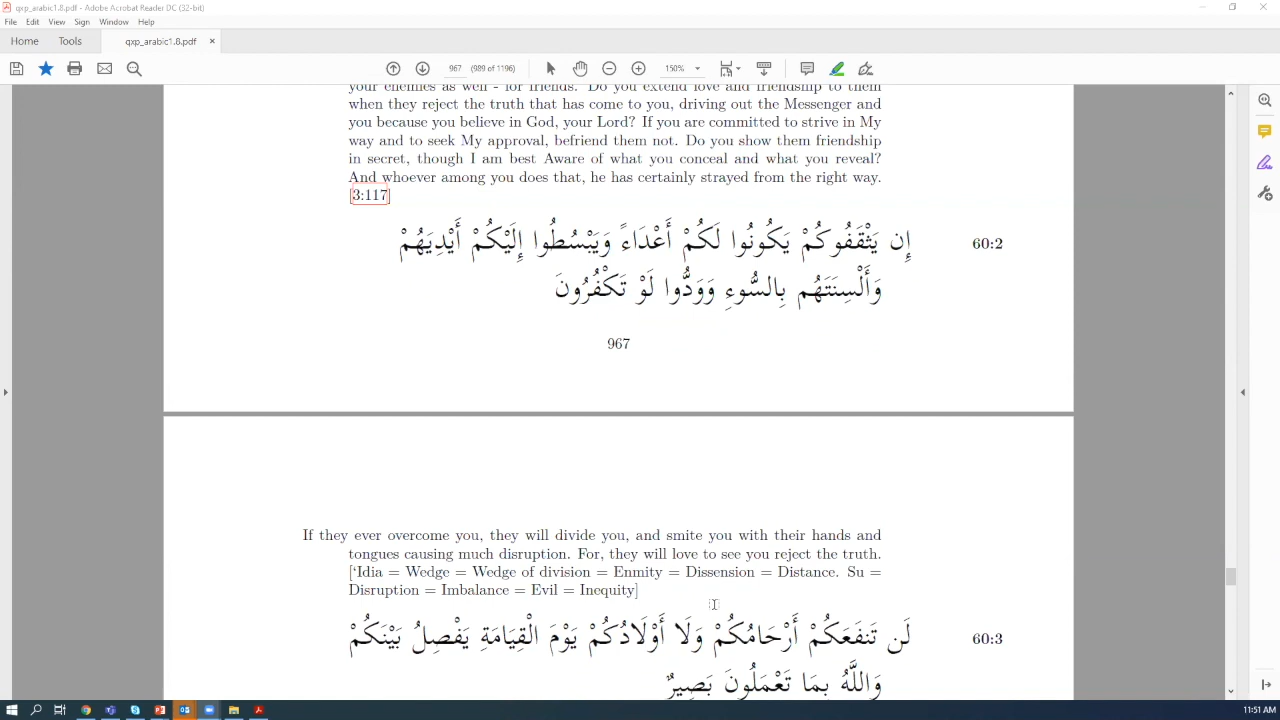 qxp_arabic1.8.pdf - Adobe Acrobat Reader DC (32-bit)
File Edit View Sign Window Help
Home Tools qxp_arabic1.8.pdf ×
967 (989 of 1196) 150%
your enemies as well - for friends. Do you extend love and friendship to them
when they reject the truth that has come to you, driving out the Messenger and
you because you believe in God, your Lord? If you are committed to strive in My
way and to seek My approval, befriend them not. Do you show them friendship
in secret, though I am best Aware of what you conceal and what you reveal?
And whoever among you does that, he has certainly strayed from the right way.
[3:117]
إِن يَثْقَفُوكُمْ يَكُونُوا لَكُمْ أَعْدَاءً وَيَبْسُطُوا إِلَيْكُمْ أَيْدِيَهُمْ 60:2
وَأَلْسِنَتَهُم بِالسُّوءِ وَوَدُّوا لَوْ تَكْفُرُونَ
967
If they ever overcome you, they will divide you, and smite you with their hands and
tongues causing much disruption. For, they will love to see you reject the truth.
[‘Idia = Wedge = Wedge of division = Enmity = Dissension = Distance. Su =
Disruption = Imbalance = Evil = Inequity]
لَن تَنفَعَكُمْ أَرْحَامُكُمْ وَلَا أَوْلَادُكُمْ يَوْمَ الْقِيَامَةِ يَفْصِلُ بَيْنَكُمْ 60:3
وَاللَّهُ بِمَا تَعْمَلُونَ بَصِيرٌ
11:51 AM